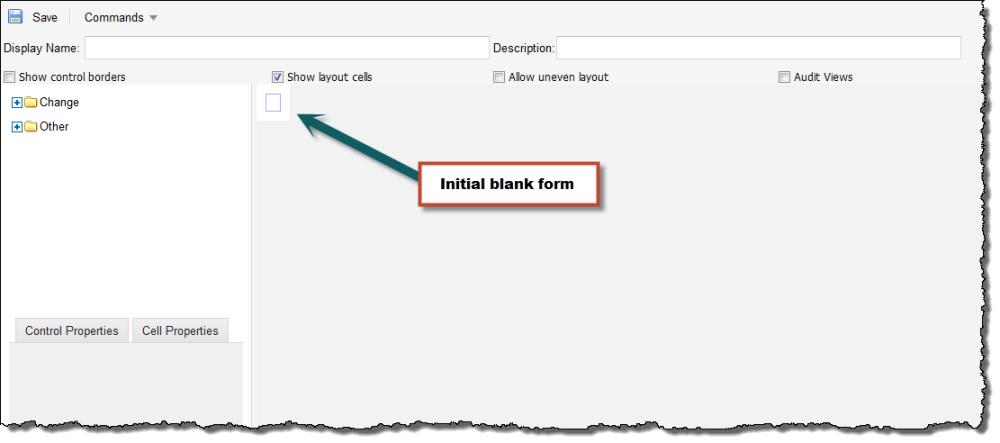 Save Commands
Display Name: Description:
Show control borders Show layout cells Allow uneven layout Audit Views
Change
Other
Initial blank form
Control Properties Cell Properties